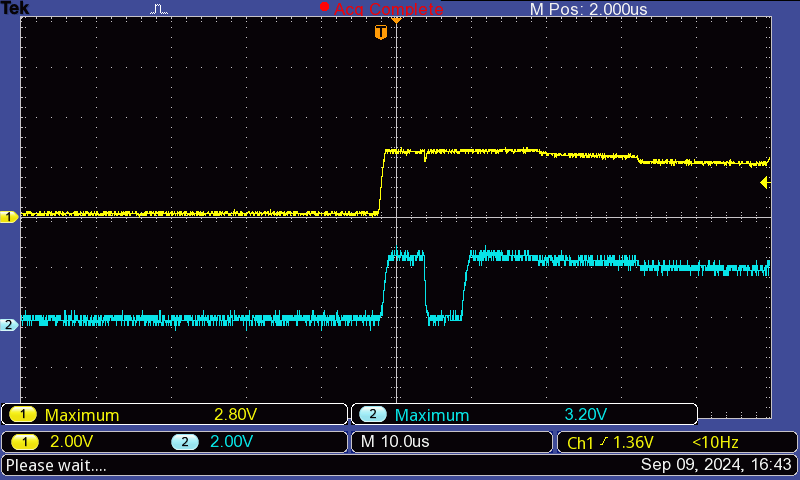 Tek Acq Complete M Pos: 2.000us
T
1
2
1 Maximum 2.80V 2 Maximum 3.20V
1 2.00V 2 2.00V M 10.0us Ch1 1.36V <10Hz
Please wait.... Sep 09, 2024, 16:43